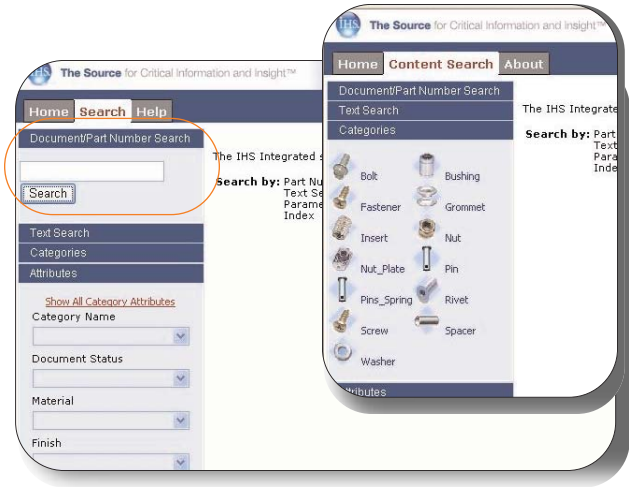 IHS The Source for Critical Information and Insight™
Home Content Search About
Document/Part Number Search
Text Search
Categories
The IHS Integrate
Search by: Part
Text
Para
Inde
Bolt Bushing
Fastener Grommet
Insert Nut
Nut_Plate Pin
Pins_Spring Rivet
Screw Spacer
Washer
Attributes
IHS The Source for Critical Information and Insight™
Home Search Help
Document/Part Number Search
The IHS Integrated s
Search by: Part Nu
Text Se
Parame
Index
Search
Text Search
Categories
Attributes
Show All Category Attributes
Category Name
Document Status
Material
Finish